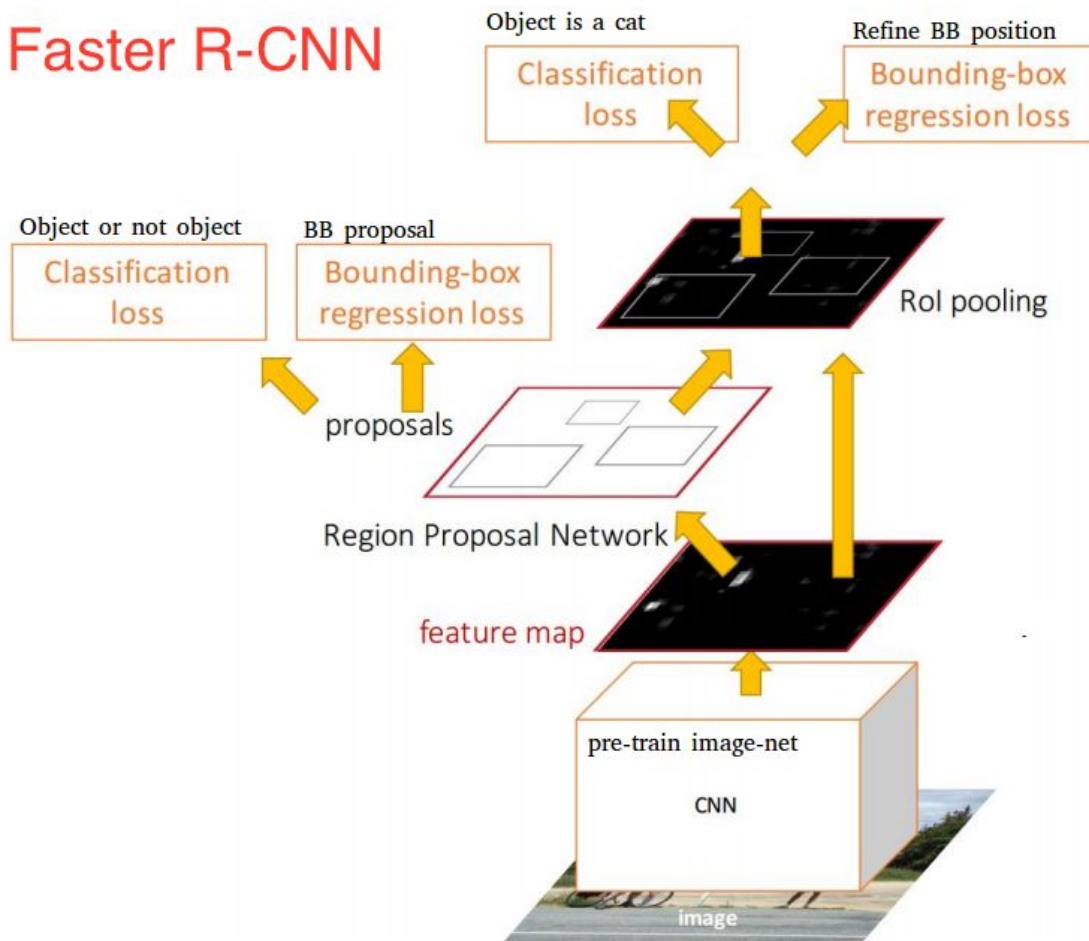 Faster R-CNN
Object is a cat
Classification
loss
Refine BB position
Bounding-box
regression loss
Object or not object
Classification
loss
BB proposal
Bounding-box
regression loss
RoI pooling
proposals
Region Proposal Network
feature map
-
pre-train image-net
CNN
image